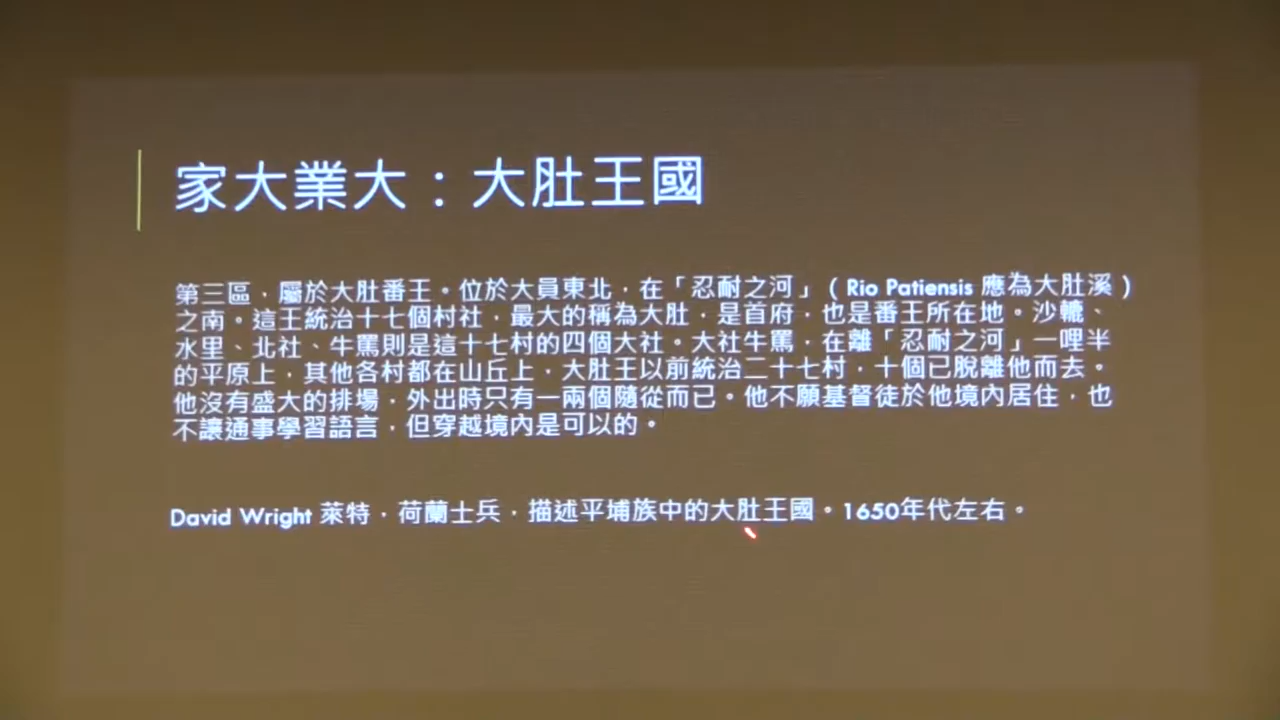 家大業大：大肚王國
第三區，屬於大肚番王。位於大員東北，在「忍耐之河」（Rio Patiensis 應為大肚溪）
之南。這王統治十七個村社，最大的稱為大肚，是首府，也是番王所在地。沙轆、
水里、北社、牛罵則是這十七村的四個大社。大社牛罵，在離「忍耐之河」一哩半
的平原上，其他各村都在山丘上，大肚王以前統治二十七村，十個已脫離他而去。
他沒有盛大的排場，外出時只有一兩個隨從而已。他不願基督徒於他境內居住，也
不讓通事學習語言，但穿越境內是可以的。
David Wright 萊特，荷蘭士兵，描述平埔族中的大肚王國。1650年代左右。